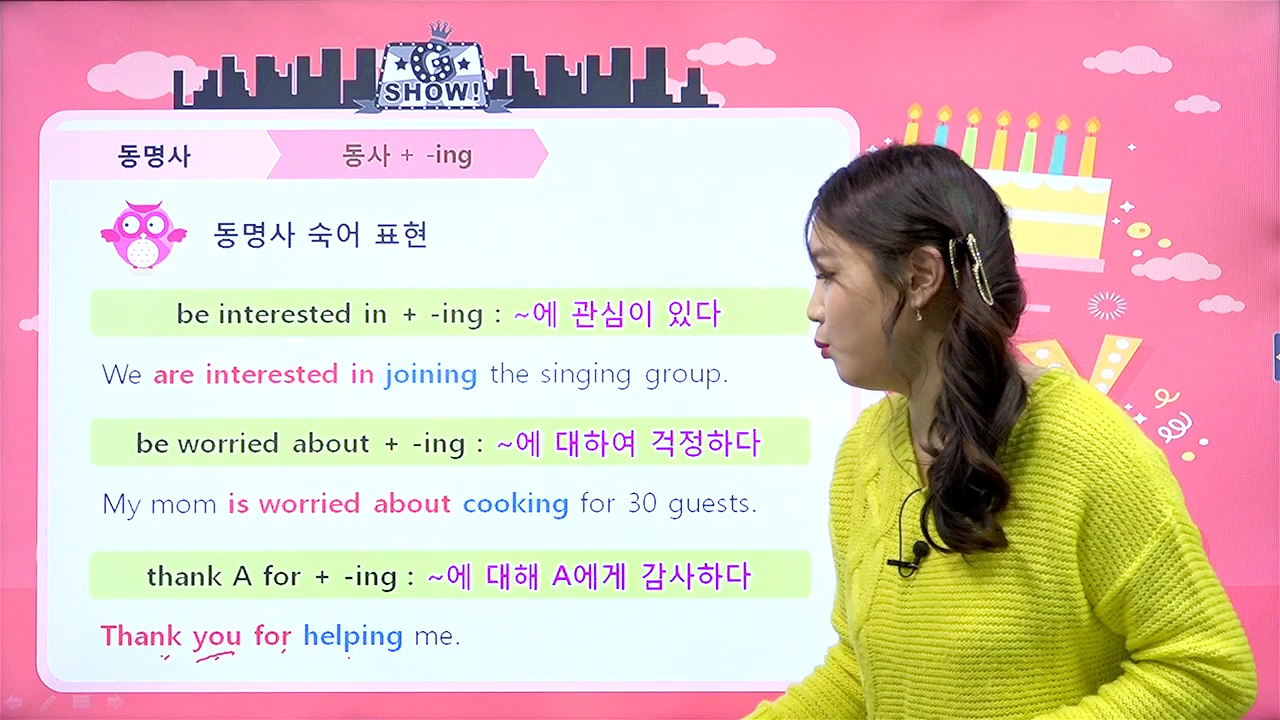 G
SHOW!
동명사
동사 + -ing
동명사 숙어 표현
be interested in + -ing : ~에 관심이 있다
We are interested in joining the singing group.
be worried about + -ing : ~에 대하여 걱정하다
My mom is worried about cooking for 30 guests.
thank A for + -ing : ~에 대해 A에게 감사하다
Thank you for helping me.